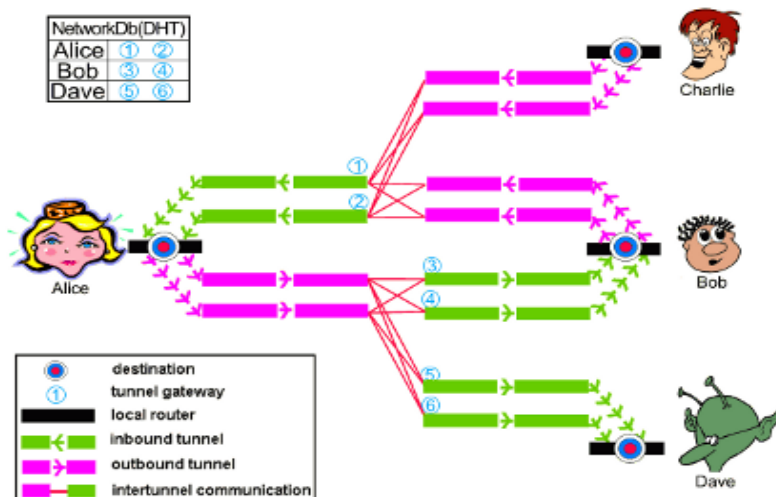 NetworkDb(DHT)
Alice ① ②
Bob ③ ④
Dave ⑤ ⑥
Charlie
①
②
Alice
③
④
Bob
⑤
⑥
Dave
destination
① tunnel gateway
local router
inbound tunnel
outbound tunnel
intertunnel communication